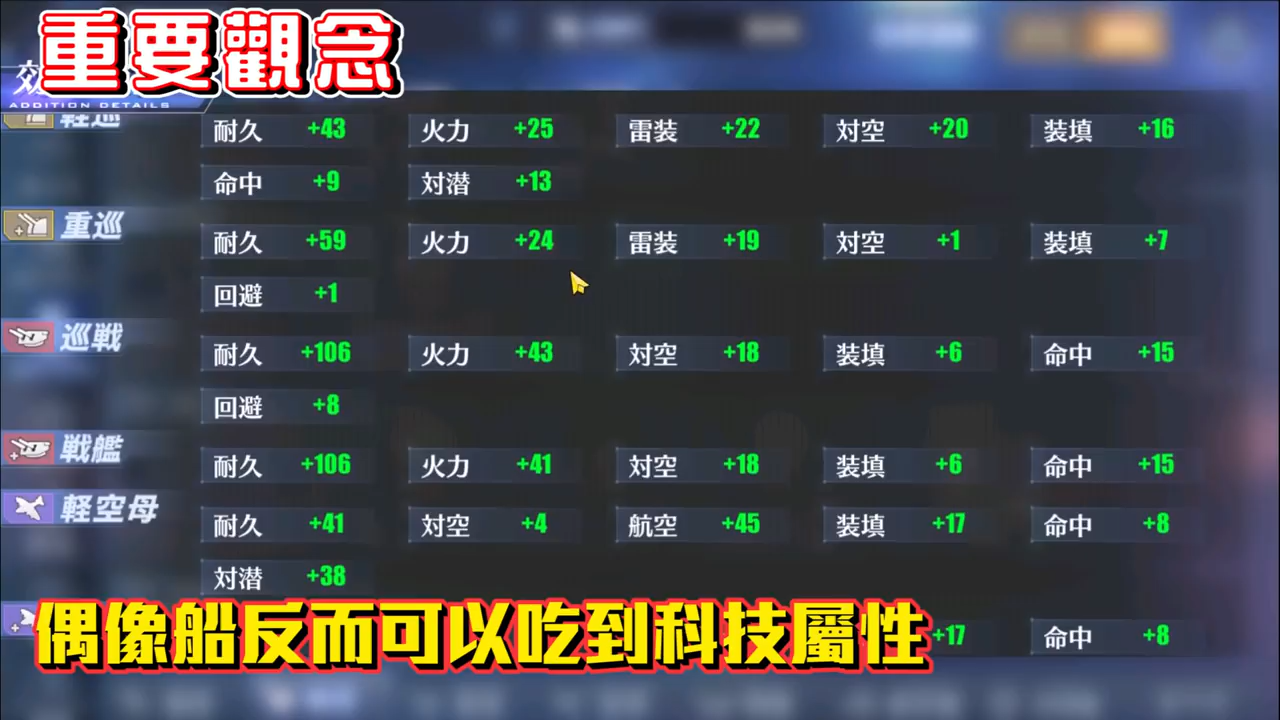 重要觀念
効
ADDITION DETAILS
軽巡 耐久 +43 火力 +25 雷装 +22 対空 +20 装填 +16
命中 +9 対潜 +13
重巡 耐久 +59 火力 +24 雷装 +19 対空 +1 装填 +7
回避 +1
巡戦 耐久 +106 火力 +43 対空 +18 装填 +6 命中 +15
回避 +8
戦艦 耐久 +106 火力 +41 対空 +18 装填 +6 命中 +15
軽空母 耐久 +41 対空 +4 航空 +45 装填 +17 命中 +8
対潜 +38
+17 命中 +8
偶像船反而可以吃到科技屬性